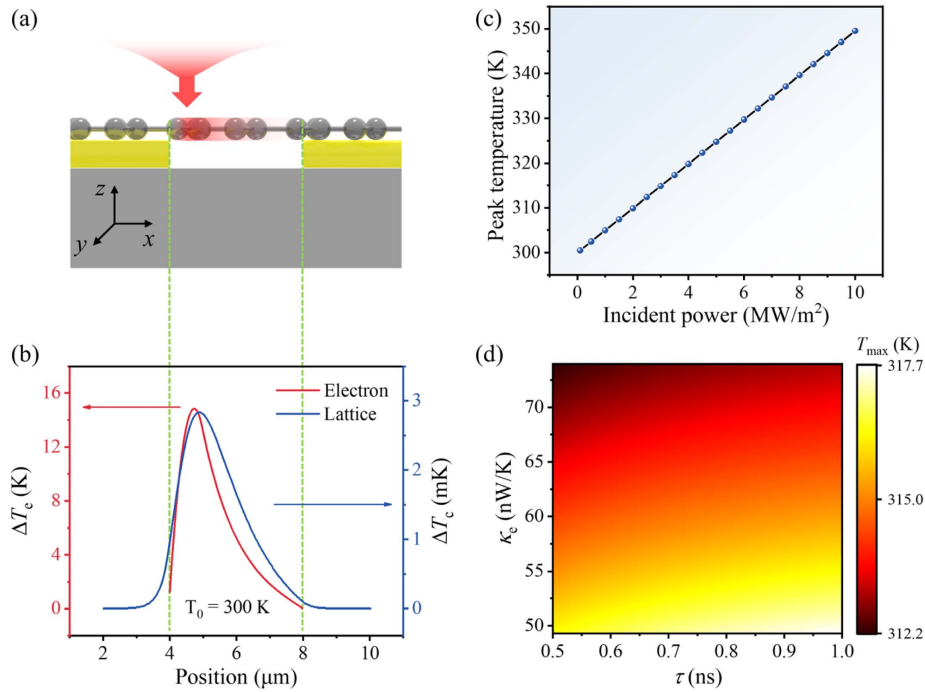 (a)
z
y
x
(b)
ΔTe (K)
16
12
8
4
0
Electron
Lattice
T0 = 300 K
3
2
1
0
ΔTc (mK)
2
4
6
8
10
Position (μm)
(c)
Peak temperature (K)
350
340
330
320
310
300
0
2
4
6
8
10
Incident power (MW/m²)
(d)
κe (nW/K)
70
65
60
55
50
0.5
0.6
0.7
0.8
0.9
1.0
τ (ns)
Tmax (K)
317.7
315.0
312.2